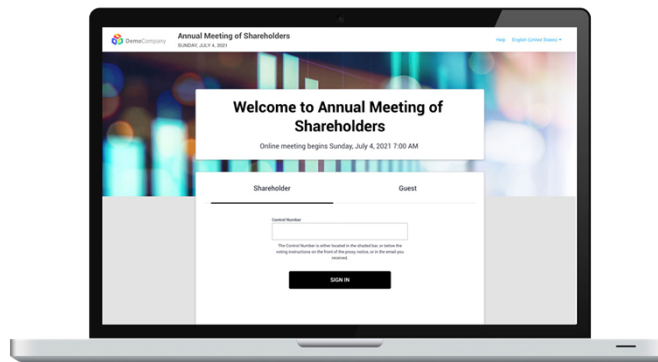 DemoCompany
Annual Meeting of Shareholders
SUNDAY, JULY 4, 2021
Help English (United States)
Welcome to Annual Meeting of
Shareholders
Online meeting begins Sunday, July 4, 2021 7:00 AM
Shareholder Guest
Control Number
The Control Number is either located in the shaded bar, or below the
voting instructions on the front of the proxy, notice, or in the email you
received.
SIGN IN